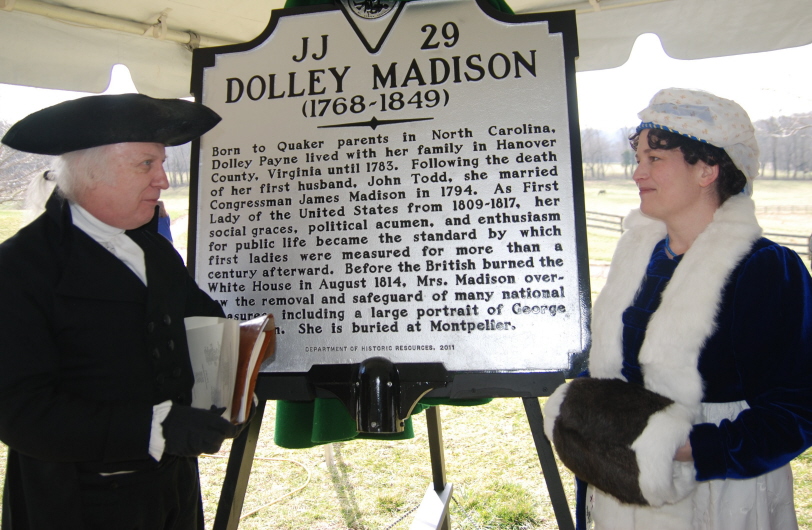 JJ 29
DOLLEY MADISON
(1768-1849)
Born to Quaker parents in North Carolina,
Dolley Payne lived with her family in Hanover
County, Virginia until 1783. Following the death
of her first husband, John Todd, she married
Congressman James Madison in 1794. As First
Lady of the United States from 1809-1817, her
social graces, political acumen, and enthusiasm
for public life became the standard by which
first ladies were measured for more than a
century afterward. Before the British burned the
White House in August 1814, Mrs. Madison over-
the removal and safeguard of many national
including a large portrait of George
She is buried at Montpelier.
DEPARTMENT OF HISTORIC RESOURCES, 2011